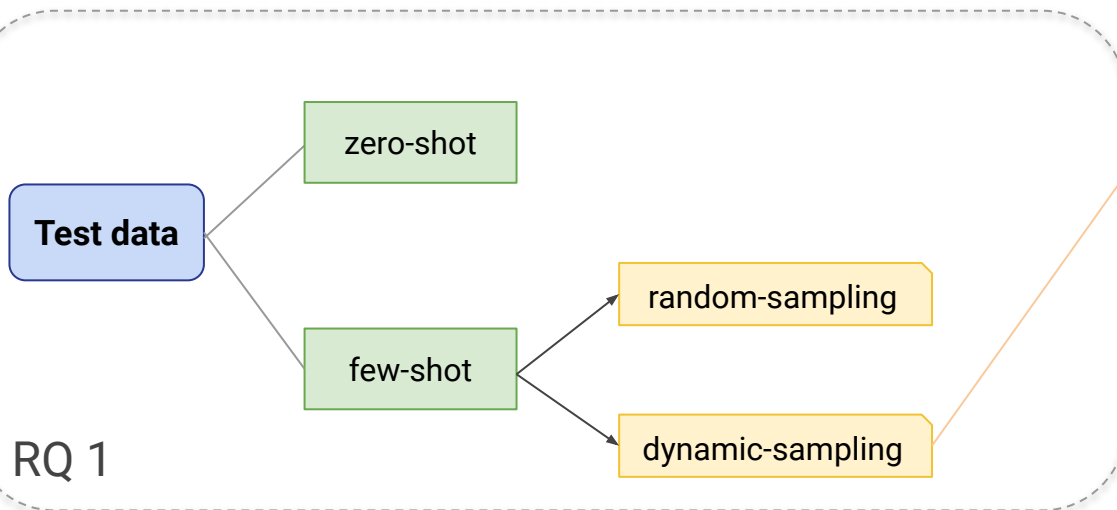 zero-shot
Test data
random-sampling
few-shot
dynamic-sampling
RQ 1